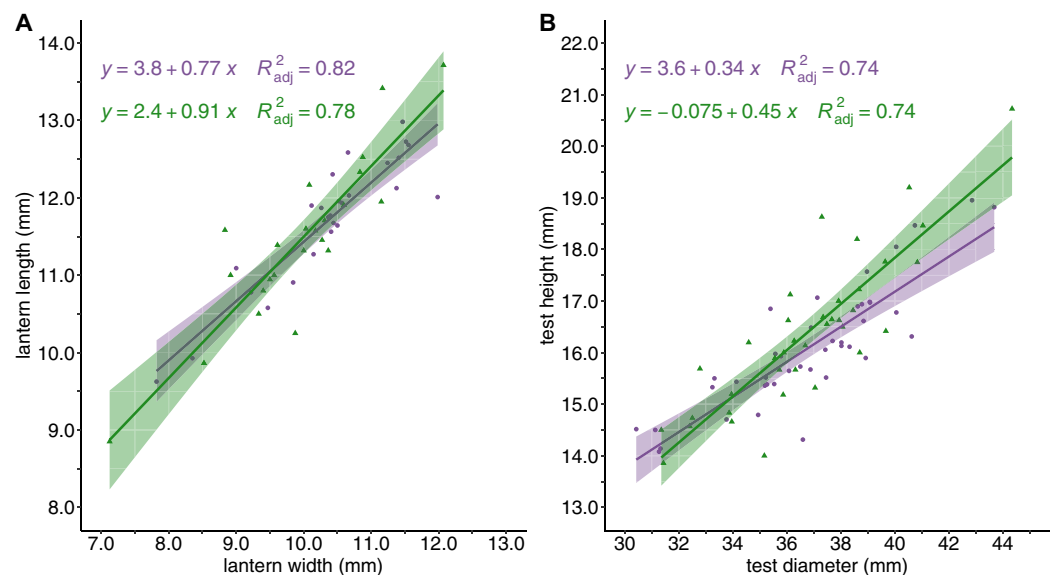 A
14.0
13.0
12.0
11.0
10.0
9.0
8.0
lantern length (mm)
y = 3.8 + 0.77 x R²adj = 0.82
y = 2.4 + 0.91 x R²adj = 0.78
7.0 8.0 9.0 10.0 11.0 12.0 13.0
lantern width (mm)
B
22.0
21.0
20.0
19.0
18.0
17.0
16.0
15.0
14.0
13.0
test height (mm)
y = 3.6 + 0.34 x R²adj = 0.74
y = −0.075 + 0.45 x R²adj = 0.74
30 32 34 36 38 40 42 44
test diameter (mm)